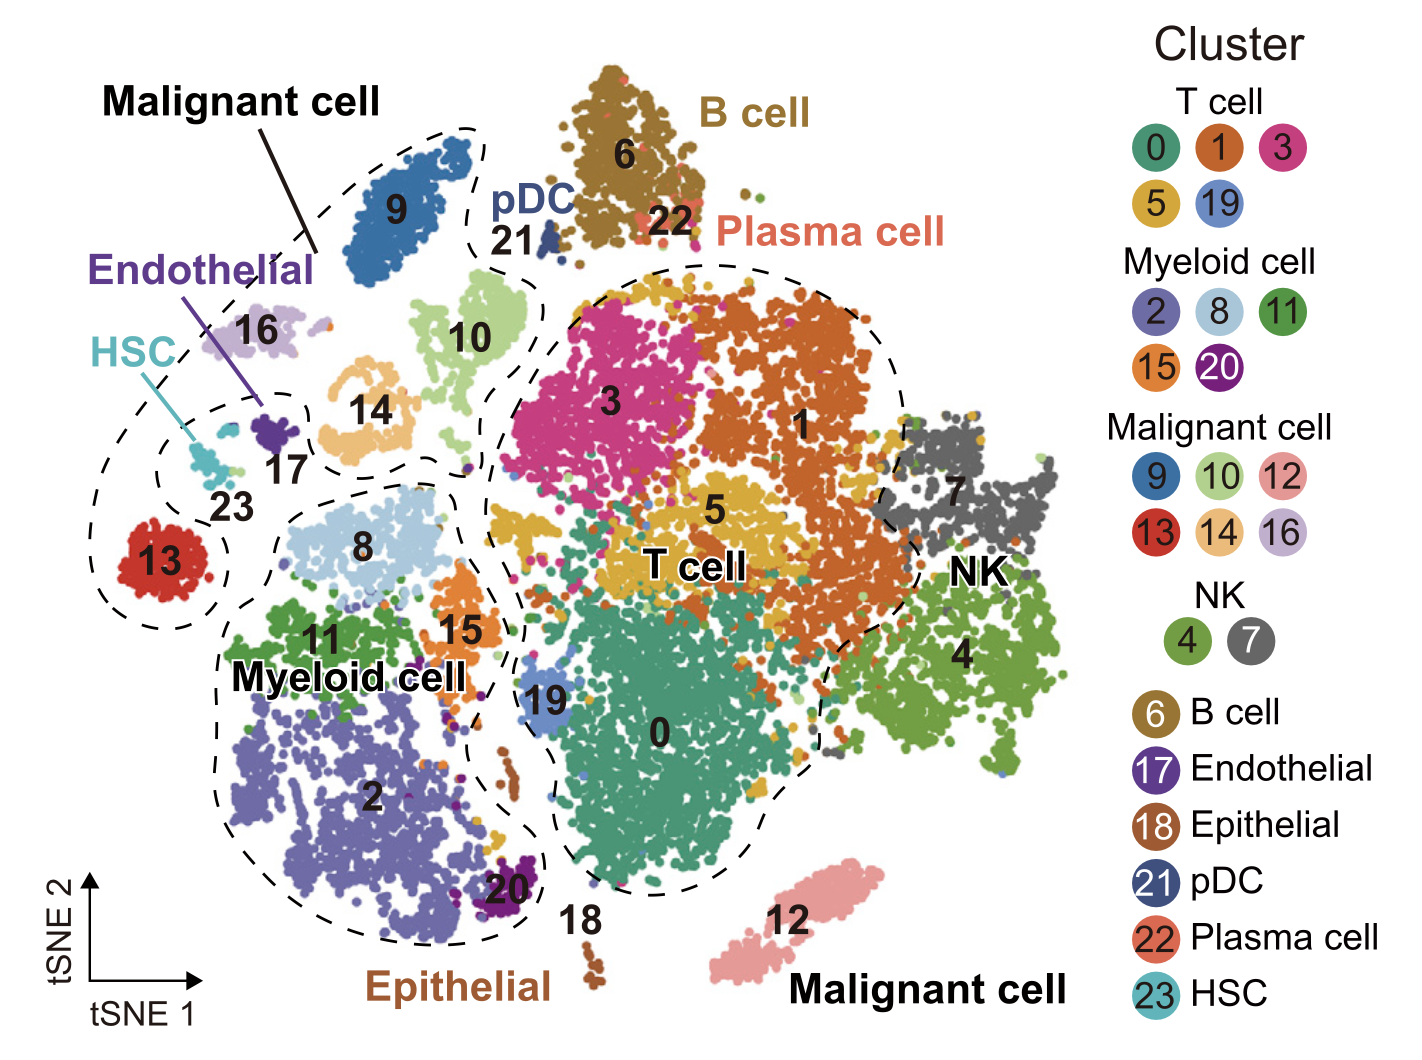 Malignant cell
B cell
6
9
pDC
21
22
Plasma cell
Endothelial
16
10
HSC
14
3
1
17
23
7
5
8
13
T cell
NK
11
15
4
Myeloid cell
19
0
2
20
18
12
Epithelial
Malignant cell
tSNE 2
tSNE 1
Cluster
T cell
0 1 3
5 19
Myeloid cell
2 8 11
15 20
Malignant cell
9 10 12
13 14 16
NK
4 7
6 B cell
17 Endothelial
18 Epithelial
21 pDC
22 Plasma cell
23 HSC